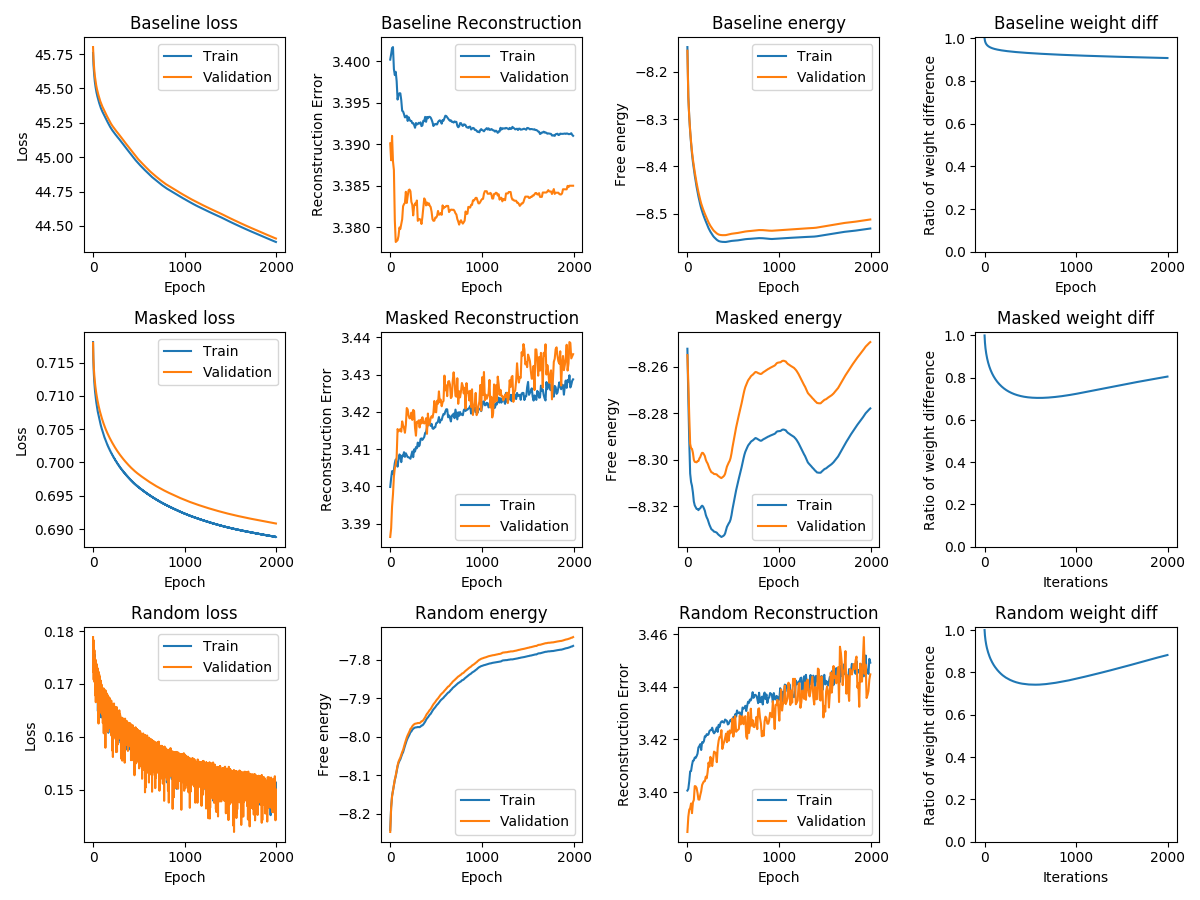 Baseline loss
Loss
45.75
45.50
45.25
45.00
44.75
44.50
Train
Validation
0 1000 2000
Epoch
Baseline Reconstruction
Reconstruction Error
3.400
3.395
3.390
3.385
3.380
Train
Validation
0 1000 2000
Epoch
Baseline energy
Free energy
−8.2
−8.3
−8.4
−8.5
Train
Validation
0 1000 2000
Epoch
Baseline weight diff
Ratio of weight difference
1.0
0.8
0.6
0.4
0.2
0.0
0 1000 2000
Epoch
Masked loss
Loss
0.715
0.710
0.705
0.700
0.695
0.690
Train
Validation
0 1000 2000
Epoch
Masked Reconstruction
Reconstruction Error
3.44
3.43
3.42
3.41
3.40
3.39
Train
Validation
0 1000 2000
Epoch
Masked energy
Free energy
−8.26
−8.28
−8.30
−8.32
Train
Validation
0 1000 2000
Epoch
Masked weight diff
Ratio of weight difference
1.0
0.8
0.6
0.4
0.2
0.0
0 1000 2000
Iterations
Random loss
Loss
0.18
0.17
0.16
0.15
Train
Validation
0 1000 2000
Epoch
Random energy
Free energy
−7.8
−7.9
−8.0
−8.1
−8.2
Train
Validation
0 1000 2000
Epoch
Random Reconstruction
Reconstruction Error
3.46
3.44
3.42
3.40
Train
Validation
0 1000 2000
Epoch
Random weight diff
Ratio of weight difference
1.0
0.8
0.6
0.4
0.2
0.0
0 1000 2000
Iterations